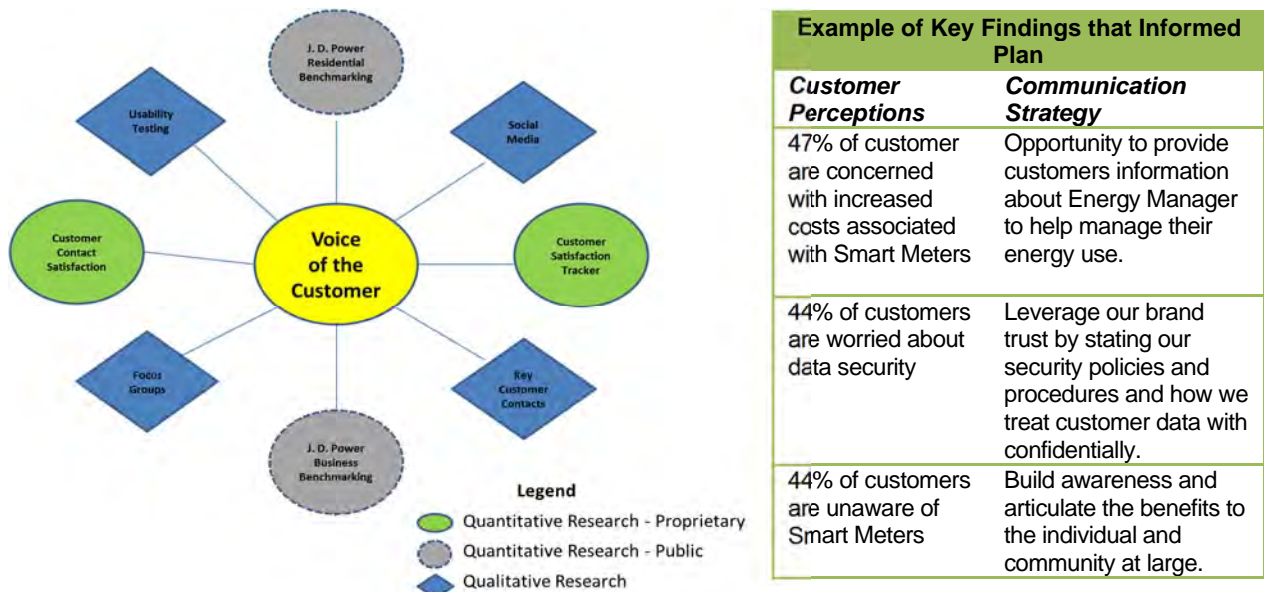 J. D. Power
Residential
Benchmarking
Usability
Testing
Social
Media
Customer
Contact
Satisfaction
Voice
of the
Customer
Customer
Satisfaction
Tracker
Focus
Groups
Key
Customer
Contacts
J. D. Power
Business
Benchmarking
Legend
Quantitative Research - Proprietary
Quantitative Research - Public
Qualitative Research
Example of Key Findings that Informed
Plan
Customer
Perceptions
Communication
Strategy
47% of customer
are concerned
with increased
costs associated
with Smart Meters
Opportunity to provide
customers information
about Energy Manager
to help manage their
energy use.
44% of customers
are worried about
data security
Leverage our brand
trust by stating our
security policies and
procedures and how we
treat customer data with
confidentially.
44% of customers
are unaware of
Smart Meters
Build awareness and
articulate the benefits to
the individual and
community at large.